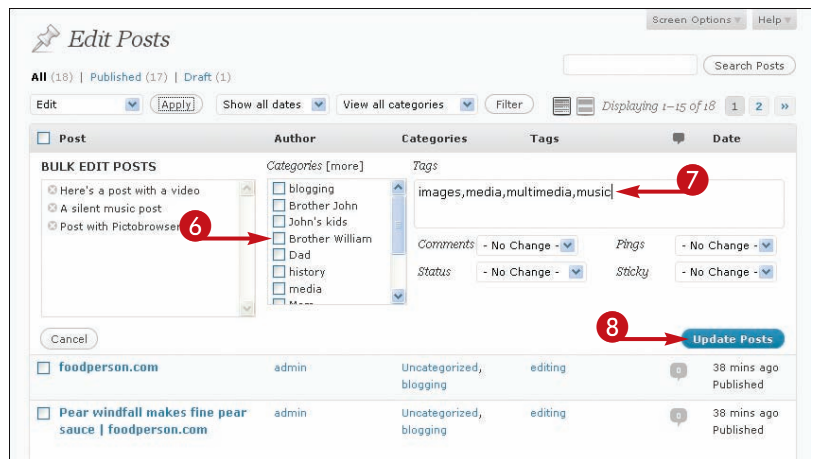 Screen Options Help
Edit Posts
Search Posts
All (18) | Published (17) | Draft (1)
Edit Apply Show all dates View all categories Filter Displaying 1–15 of 18 1 2 »
Post Author Categories Tags Date
BULK EDIT POSTS Categories [more] Tags
Here's a post with a video
A silent music post
Post with Pictobrowser
blogging
Brother John
John's kids
Brother William
Dad
history
media
images,media,multimedia,music
7
6
Comments - No Change - Pings - No Change -
Status - No Change - Sticky - No Change -
8
Cancel Update Posts
foodperson.com admin Uncategorized, blogging editing 0 38 mins ago Published
Pear windfall makes fine pear sauce | foodperson.com admin Uncategorized, blogging editing 0 38 mins ago Published